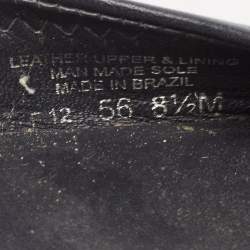 LEATHER UPPER & LINING
MAN MADE SOLE
MADE IN BRAZIL
12 56 8½M